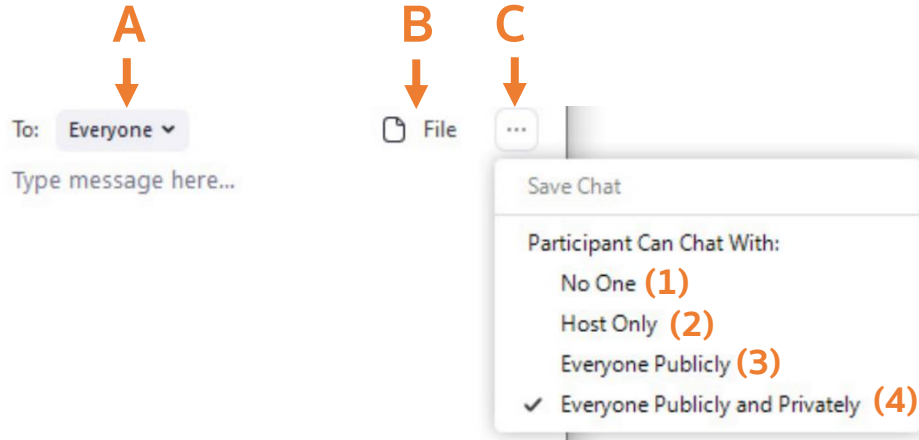 A B C
To: Everyone File ...
Type message here...
Save Chat
Participant Can Chat With:
No One (1)
Host Only (2)
Everyone Publicly (3)
Everyone Publicly and Privately (4)